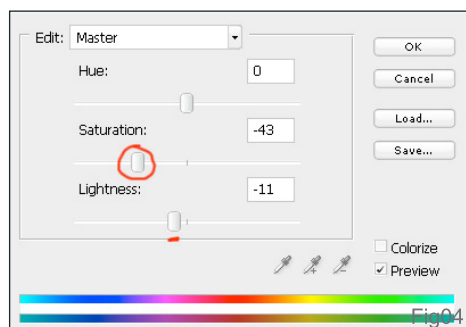 Edit: Master
OK
Hue: 0
Cancel
Load...
Saturation: -43
Save...
Lightness: -11
Colorize
Preview
Fig04